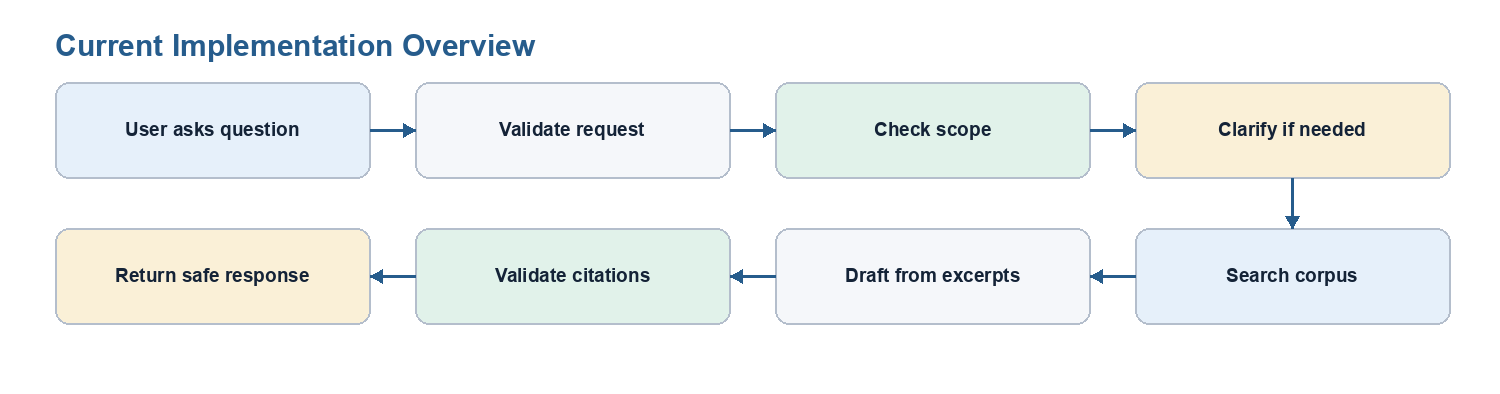 Current Implementation Overview
User asks question
Validate request
Check scope
Clarify if needed
Return safe response
Validate citations
Draft from excerpts
Search corpus